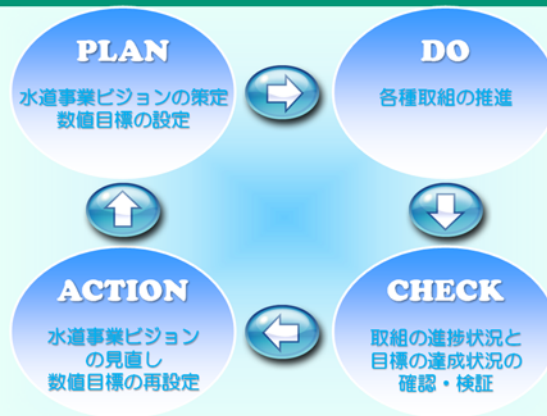 PLAN
水道事業ビジョンの策定
数値目標の設定
DO
各種取組の推進
ACTION
水道事業ビジョン
の見直し
数値目標の再設定
CHECK
取組の進捗状況と
目標の達成状況の
確認・検証